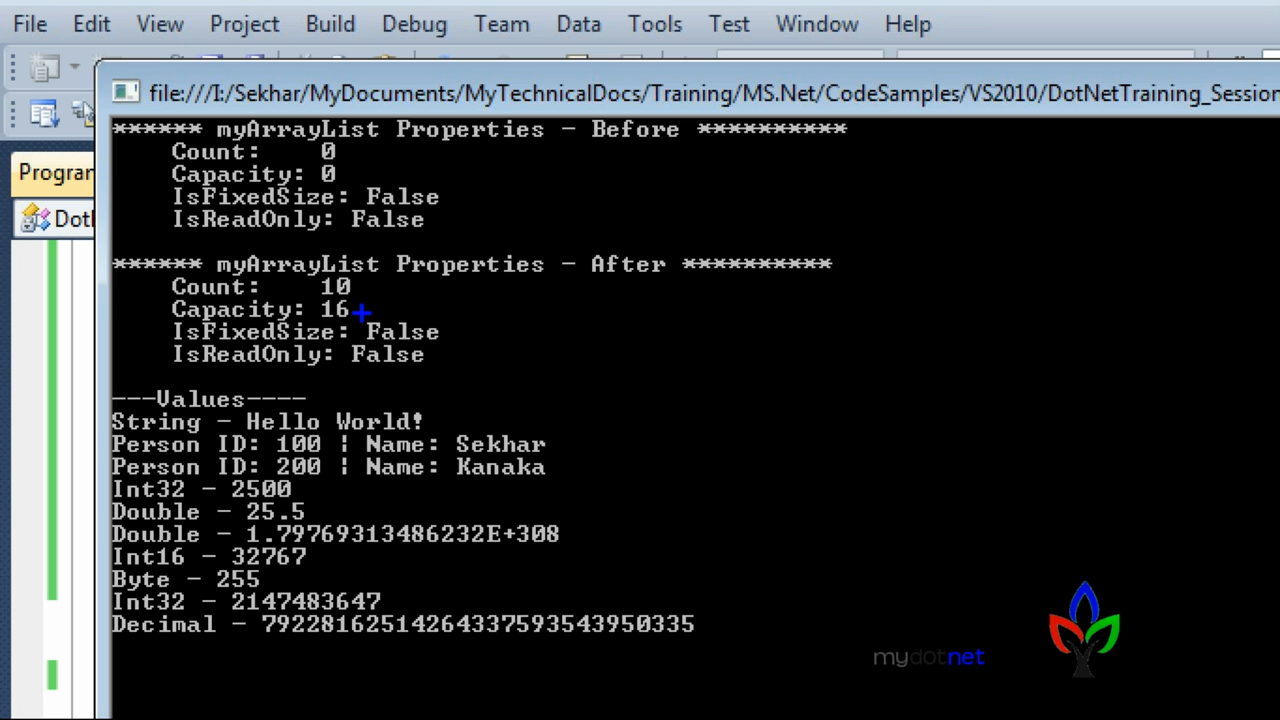 File Edit View Project Build Debug Team Data Tools Test Window Help
file:///I:/Sekhar/MyDocuments/MyTechnicalDocs/Training/MS.Net/CodeSamples/VS2010/DotNetTraining_Session
Program
Dot
****** myArrayList Properties - Before **********
Count: 0
Capacity: 0
IsFixedSize: False
IsReadOnly: False
****** myArrayList Properties - After **********
Count: 10
Capacity: 16
IsFixedSize: False
IsReadOnly: False
---Values----
String - Hello World!
Person ID: 100 | Name: Sekhar
Person ID: 200 | Name: Kanaka
Int32 - 2500
Double - 25.5
Double - 1.79769313486232E+308
Int16 - 32767
Byte - 255
Int32 - 2147483647
Decimal - 79228162514264337593543950335
mydotnet